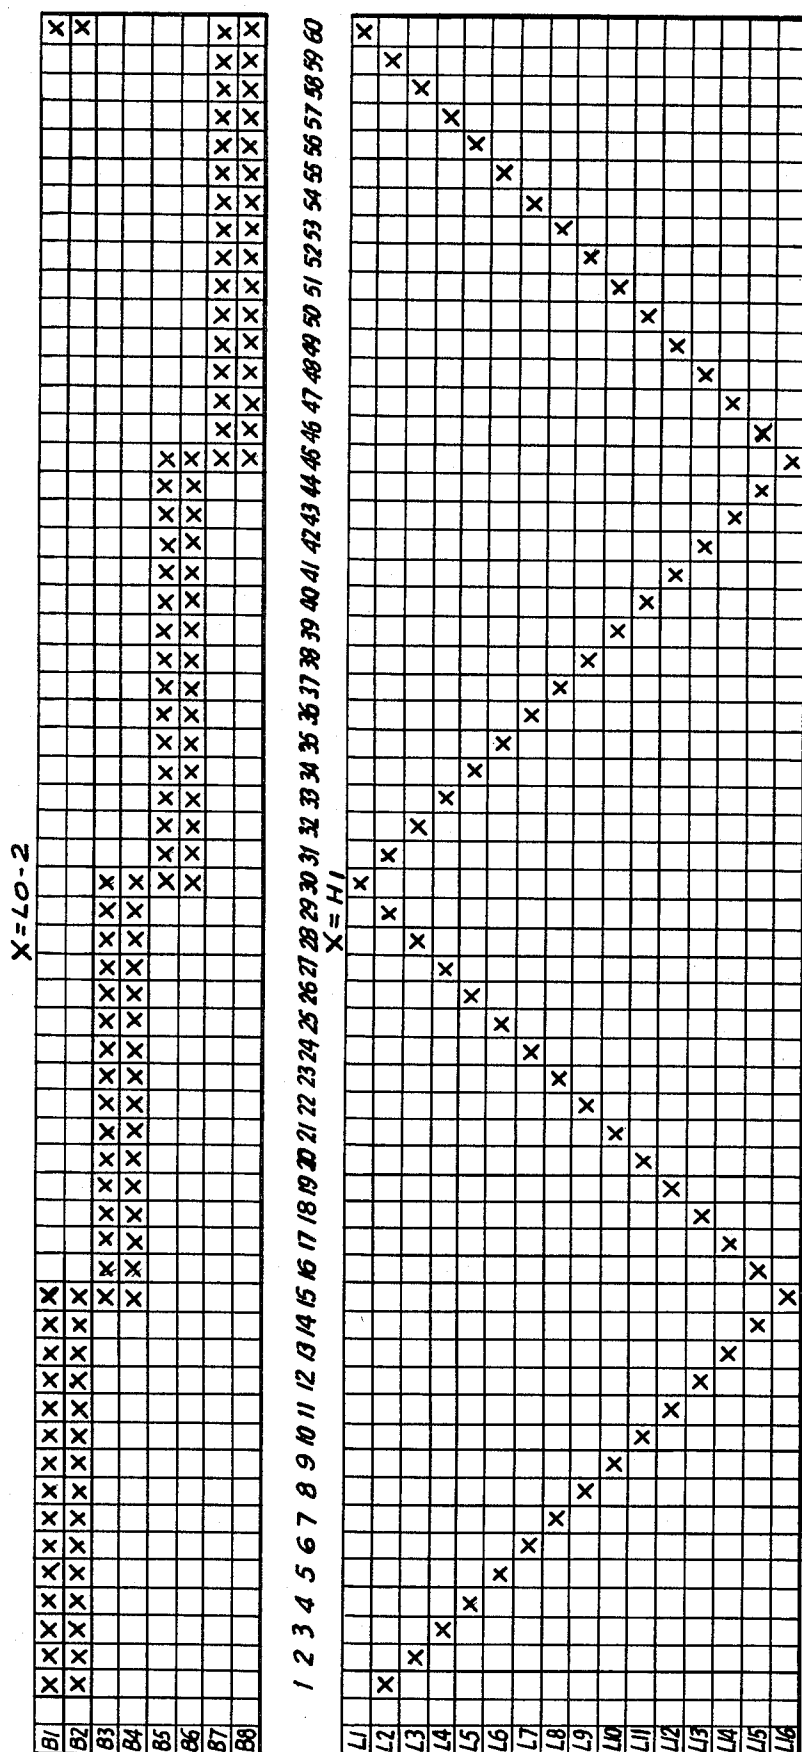 X=LO-2
B1 X X X X X X X X X X X X X X X X
B2 X X X X X X X X X X X X X X X X
B3 X X X X X X X X X X X X X X X X
B4 X X X X X X X X X X X X X X X X
B5 X X X X X X X X X X X X X X X X
B6 X X X X X X X X X X X X X X X X
B7 X X X X X X X X X X X X X X X X
B8 X X X X X X X X X X X X X X X X
1 2 3 4 5 6 7 8 9 10 11 12 13 14 15 16 17 18 19 20 21 22 23 24 25 26 27 28 29 30 31 32 33 34 35 36 37 38 39 40 41 42 43 44 45 46 47 48 49 50 51 52 53 54 55 56 57 58 59 60
X=HI
L1 X X
L2 X X X X
L3 X X X X
L4 X X X X
L5 X X X X
L6 X X X X
L7 X X X X
L8 X X X X
L9 X X X X
L10 X X X X
L11 X X X X
L12 X X X X
L13 X X X X
L14 X X X X
L15 X X X X
L16 X X